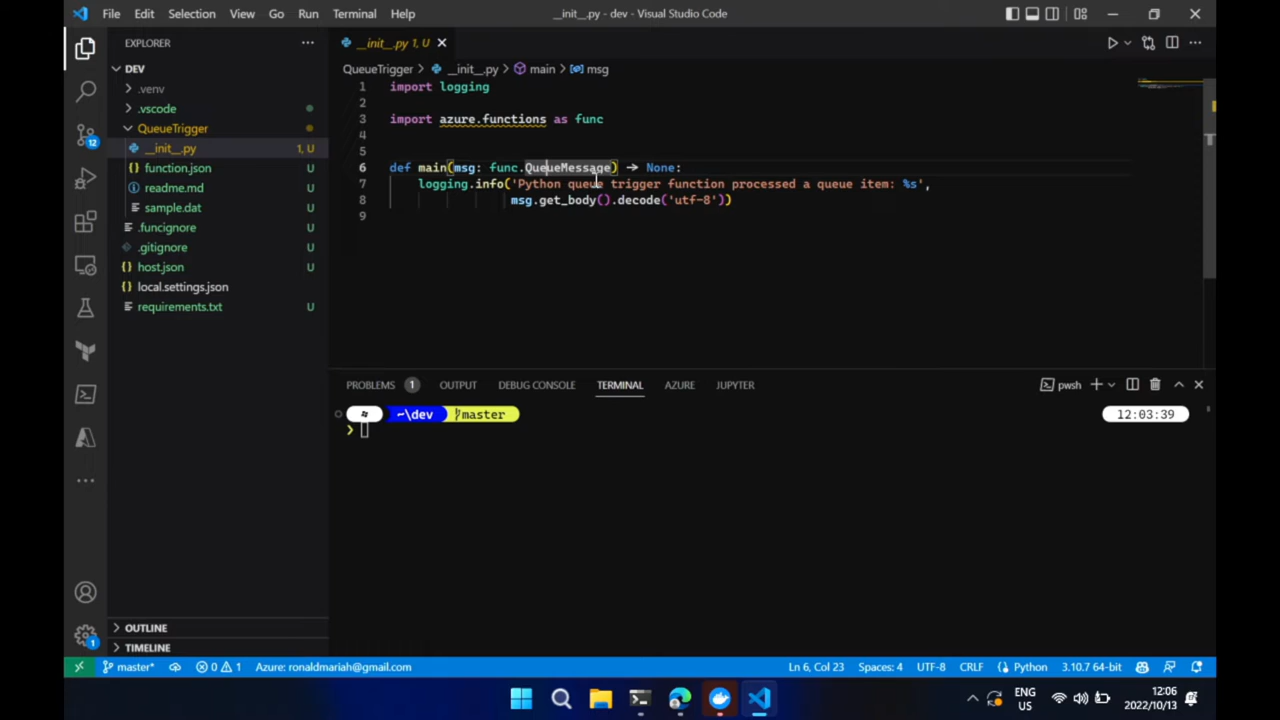 File Edit Selection View Go Run Terminal Help
__init__.py - dev - Visual Studio Code
EXPLORER
DEV
.venv
.vscode
QueueTrigger
__init__.py 1, U
function.json U
readme.md U
sample.dat U
.funcignore U
.gitignore U
host.json U
local.settings.json
requirements.txt U
OUTLINE
TIMELINE
12
1
__init__.py 1, U
QueueTrigger > __init__.py > main > msg
1 import logging
2
3 import azure.functions as func
4
5
6 def main(msg: func.QueueMessage) -> None:
7 logging.info('Python queue trigger function processed a queue item: %s',
8 msg.get_body().decode('utf-8'))
9
PROBLEMS 1 OUTPUT DEBUG CONSOLE TERMINAL AZURE JUPYTER
pwsh
~\dev master 12:03:39
>
master* 0 1 Azure: ronaldmariah@gmail.com
Ln 6, Col 23 Spaces: 4 UTF-8 CRLF Python 3.10.7 64-bit
ENG
US
12:06
2022/10/13